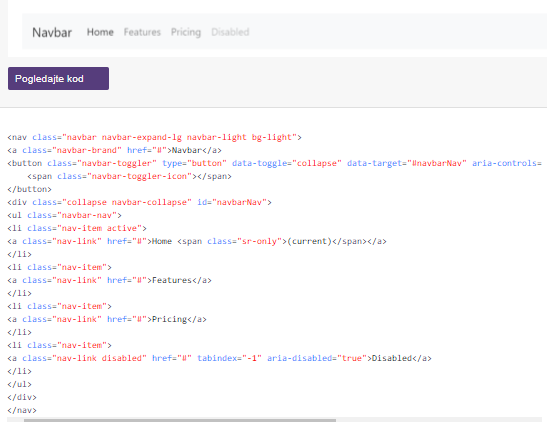 Navbar Home Features Pricing Disabled
Pogledajte kod
<nav class="navbar navbar-expand-lg navbar-light bg-light">
<a class="navbar-brand" href="#">Navbar</a>
<button class="navbar-toggler" type="button" data-toggle="collapse" data-target="#navbarNav" aria-controls=
<span class="navbar-toggler-icon"></span>
</button>
<div class="collapse navbar-collapse" id="navbarNav">
<ul class="navbar-nav">
<li class="nav-item active">
<a class="nav-link" href="#">Home <span class="sr-only">(current)</span></a>
</li>
<li class="nav-item">
<a class="nav-link" href="#">Features</a>
</li>
<li class="nav-item">
<a class="nav-link" href="#">Pricing</a>
</li>
<li class="nav-item">
<a class="nav-link disabled" href="#" tabindex="-1" aria-disabled="true">Disabled</a>
</li>
</ul>
</div>
</nav>